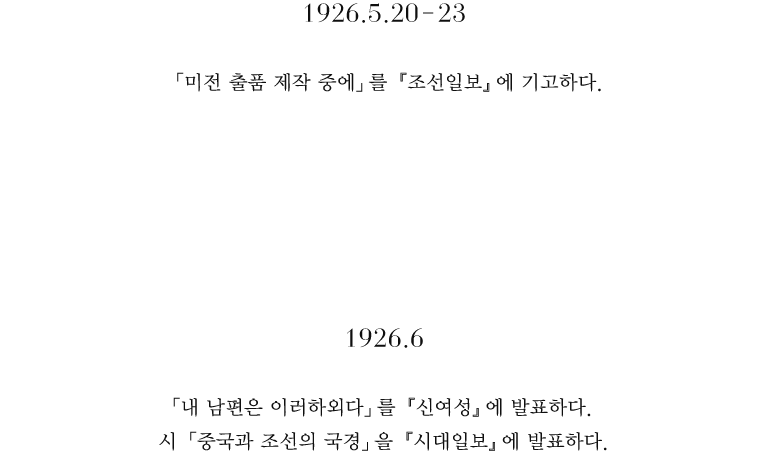 1926.5.20-23
「미전 출품 제작 중에」를 『조선일보』에 기고하다.
1926.6
「내 남편은 이러하외다」를 『신여성』에 발표하다.
시 「중국과 조선의 국경」을 『시대일보』에 발표하다.